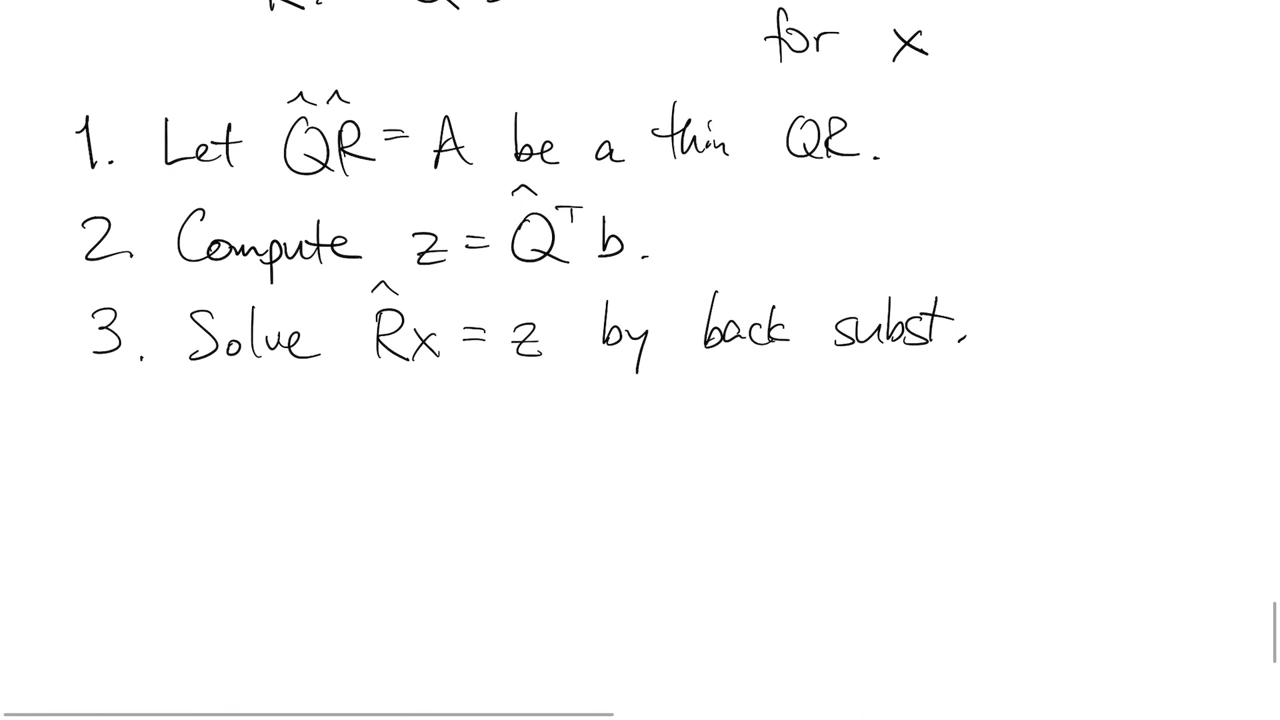 for x
1. Let Q̂R̂ = A be a thin QR.
2. Compute z = Q̂ᵀb.
3. Solve R̂x = z by back subst.